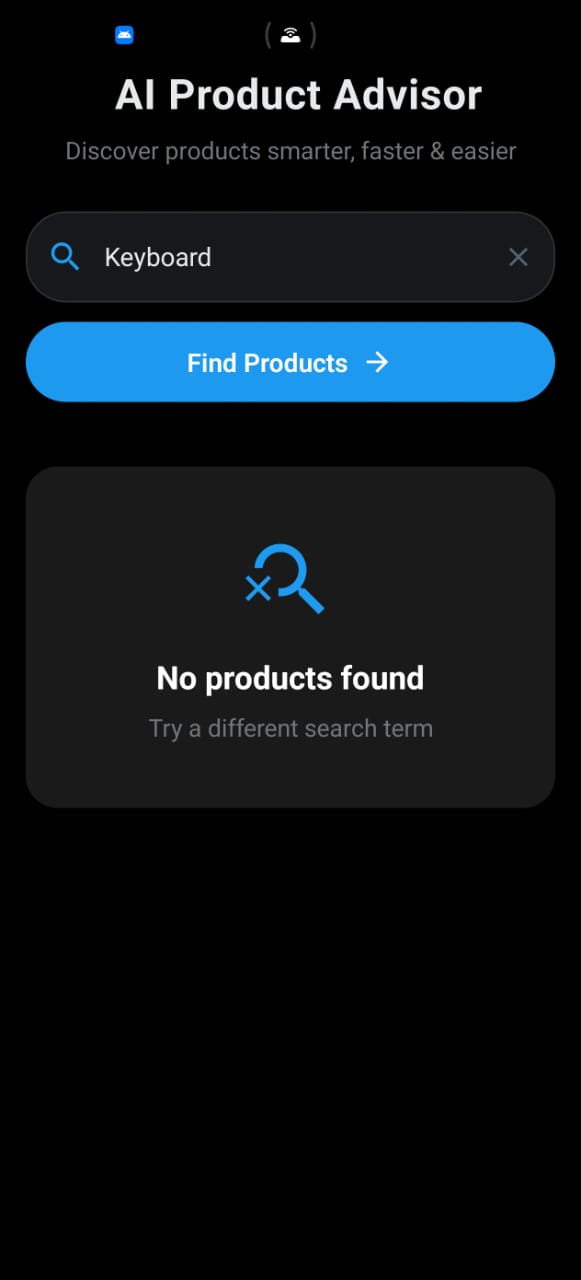 AI Product Advisor
Discover products smarter, faster & easier
Keyboard
Find Products
No products found
Try a different search term